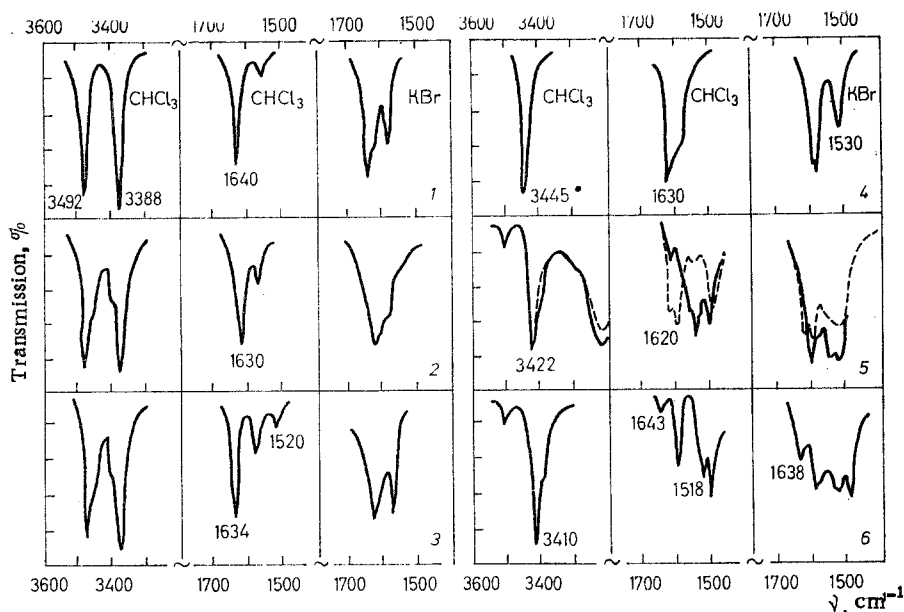 3600 3400 1700 1500 1700 1500 3600 3400 1700 1500 1700 1500
CHCl3 CHCl3 KBr CHCl3 CHCl3 KBr
3492 3388 1640 1 3445 1630 1530 4
Transmission, %
1630 2 3422 1620 5
1634 1520 3 3410 1643 1518 1638 6
3600 3400 1700 1500 1700 1500 3600 3400 1700 1500 1700 1500
ν, cm⁻¹